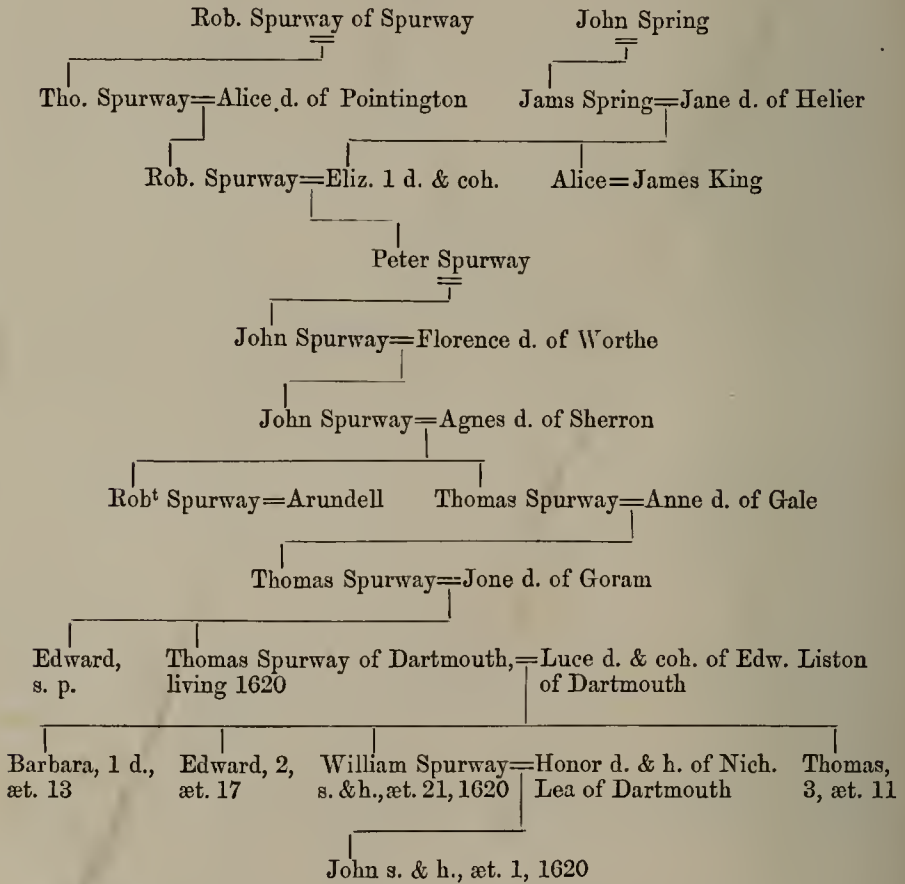 Rob. Spurway of Spurway John Spring
Tho. Spurway=Alice d. of Pointington Jams Spring=Jane d. of Helier
Rob. Spurway=Eliz. 1 d. & coh. Alice=James King
Peter Spurway
John Spurway=Florence d. of Worthe
John Spurway=Agnes d. of Sherron
Robᵗ Spurway=Arundell Thomas Spurway=Anne d. of Gale
Thomas Spurway=Jone d. of Goram
Edward, Thomas Spurway of Dartmouth,=Luce d. & coh. of Edw. Liston
s. p. living 1620 of Dartmouth
Barbara, 1 d., Edward, 2, William Spurway=Honor d. & h. of Nich. Thomas,
æt. 13 æt. 17 s. &h., æt. 21, 1620 Lea of Dartmouth 3, æt. 11
John s. & h., æt. 1, 1620